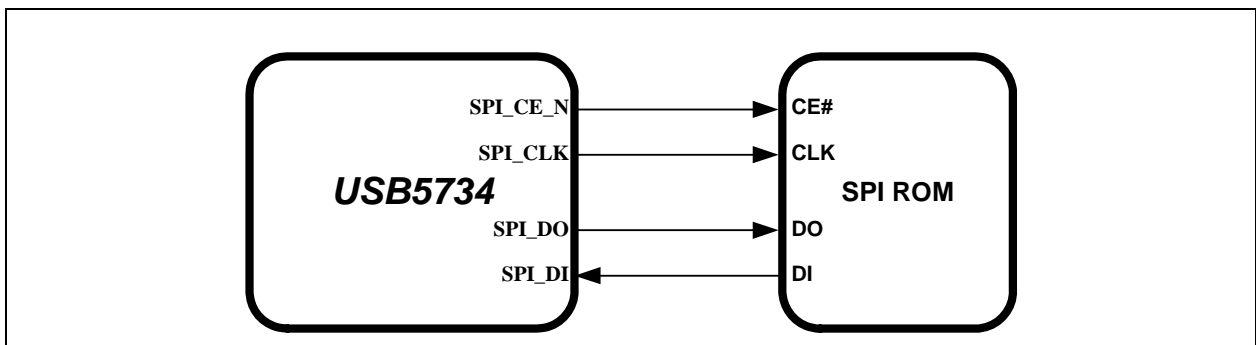 SPI_CE_N CE#
SPI_CLK CLK
USB5734 SPI ROM
SPI_DO DO
SPI_DI DI